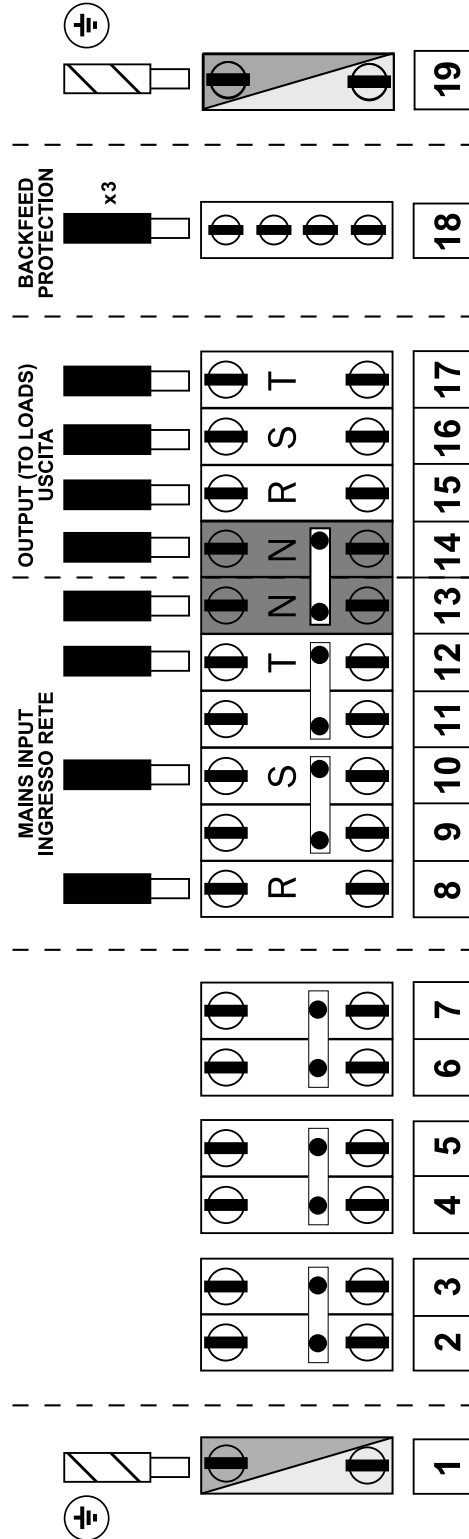 MAINS INPUT
INGRESSO RETE
OUTPUT (TO LOADS)
USCITA
BACKFEED
PROTECTION
x3
R S T N N R S T
1 2 3 4 5 6 7 8 9 10 11 12 13 14 15 16 17 18 19